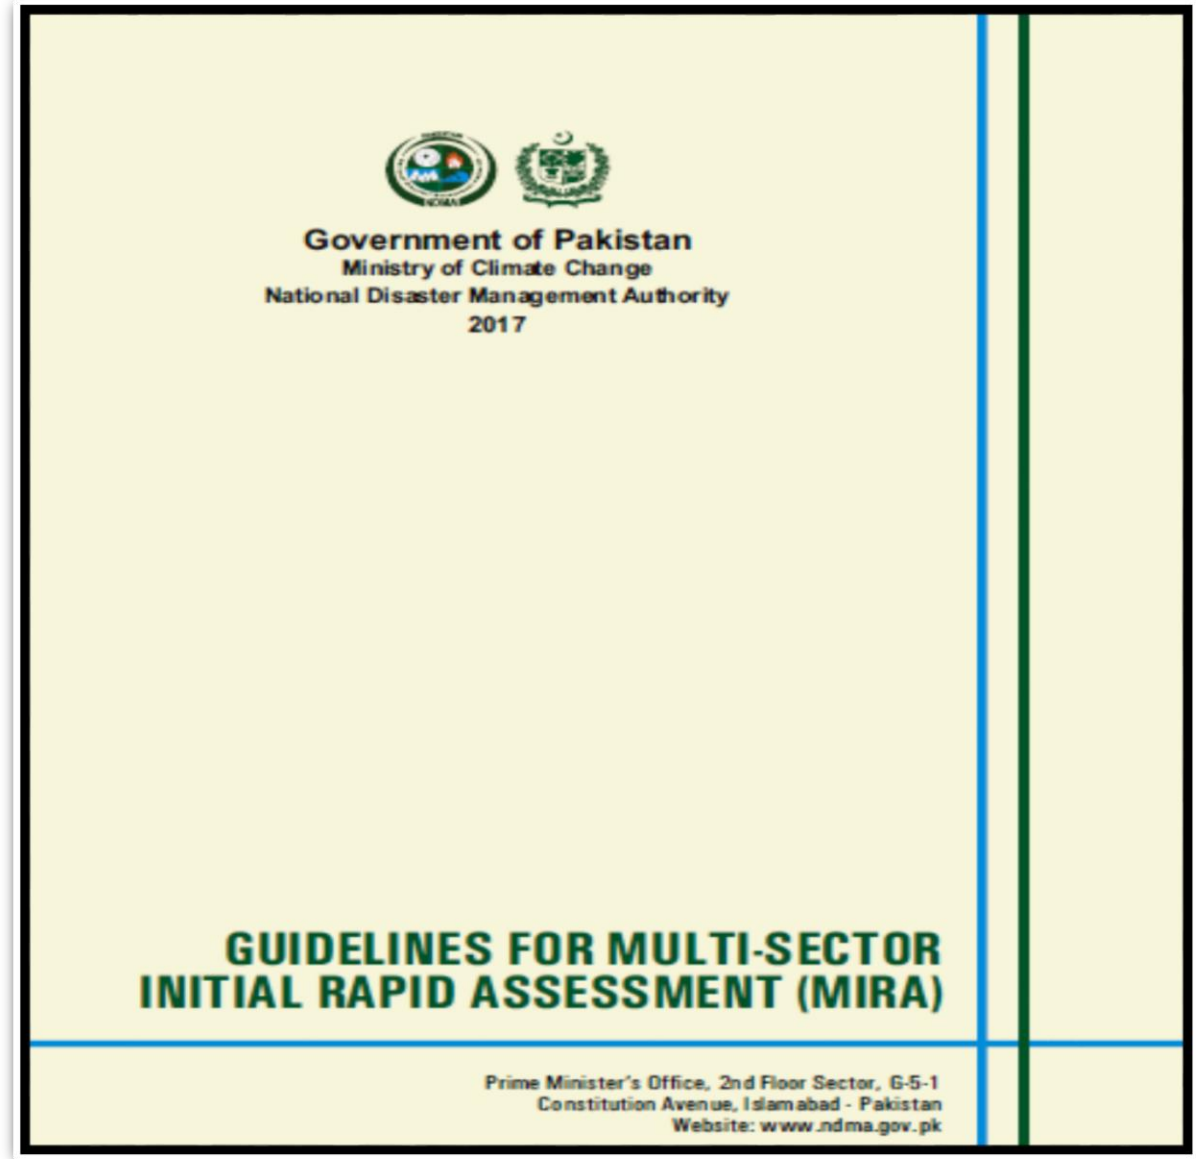 NDMA
Government of Pakistan
Ministry of Climate Change
National Disaster Management Authority
2017
GUIDELINES FOR MULTI-SECTOR
INITIAL RAPID ASSESSMENT (MIRA)
Prime Minister's Office, 2nd Floor Sector, G-5-1
Constitution Avenue, Islamabad - Pakistan
Website: www.ndma.gov.pk